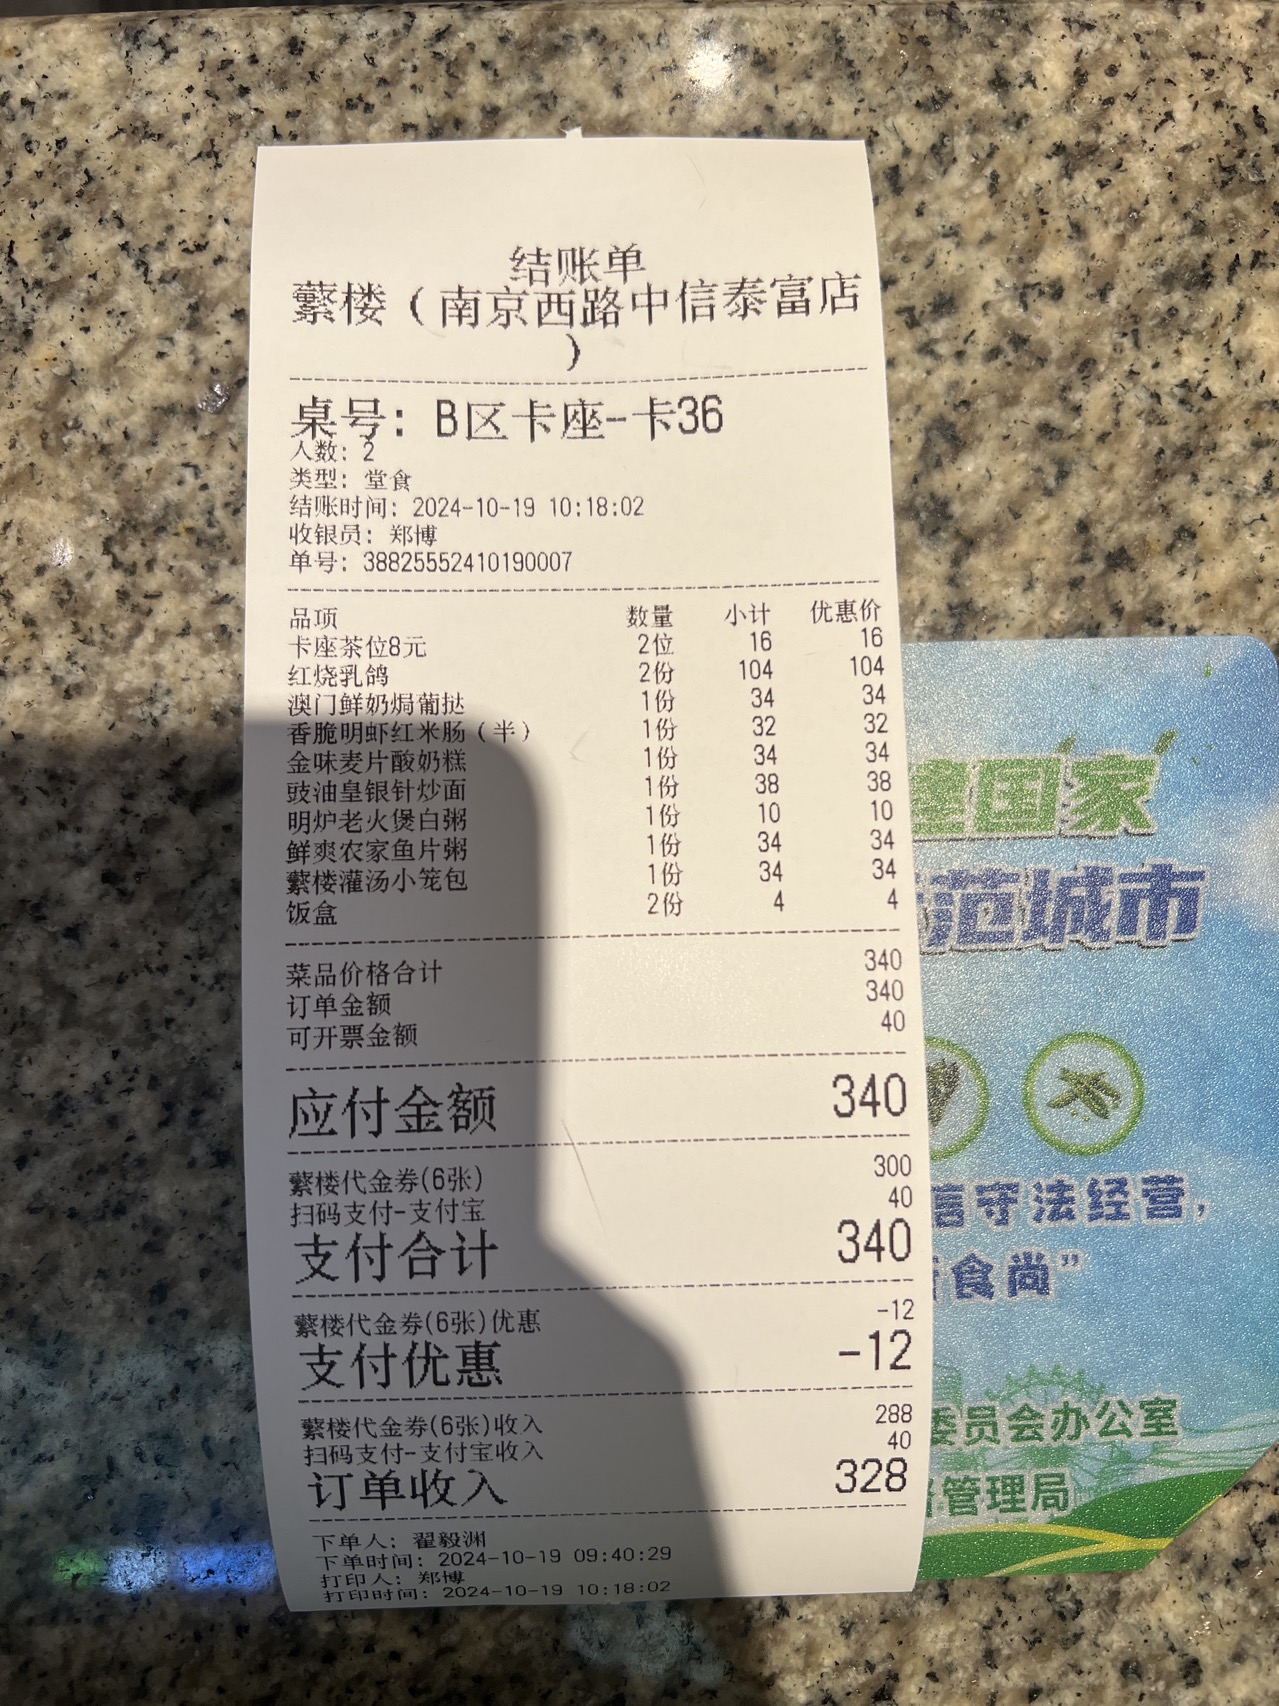 结账单
蘩楼（南京西路中信泰富店
）
桌号：B区卡座-卡36
人数：2
类型：堂食
结账时间：2024-10-19 10:18:02
收银员：郑博
单号：38825552410190007
品项 数量 小计 优惠价
卡座茶位8元 2位 16 16
红烧乳鸽 2份 104 104
澳门鲜奶焗葡挞 1份 34 34
香脆明虾红米肠（半） 1份 32 32
金味麦片酸奶糕 1份 34 34
豉油皇银针炒面 1份 38 38
明炉老火煲白粥 1份 10 10
鲜爽农家鱼片粥 1份 34 34
蘩楼灌汤小笼包 1份 34 34
饭盒 2份 4 4
菜品价格合计 340
订单金额 340
可开票金额 40
应付金额 340
蘩楼代金券(6张) 300
扫码支付-支付宝 40
支付合计 340
蘩楼代金券(6张)优惠 -12
支付优惠 -12
蘩楼代金券(6张)收入 288
扫码支付-支付宝收入 40
订单收入 328
下单人：翟毅渊
下单时间：2024-10-19 09:40:29
打印人：郑博
打印时间：2024-10-19 10:18:02
国家
范城市
信守法经营，
食尚”
委员会办公室
管理局